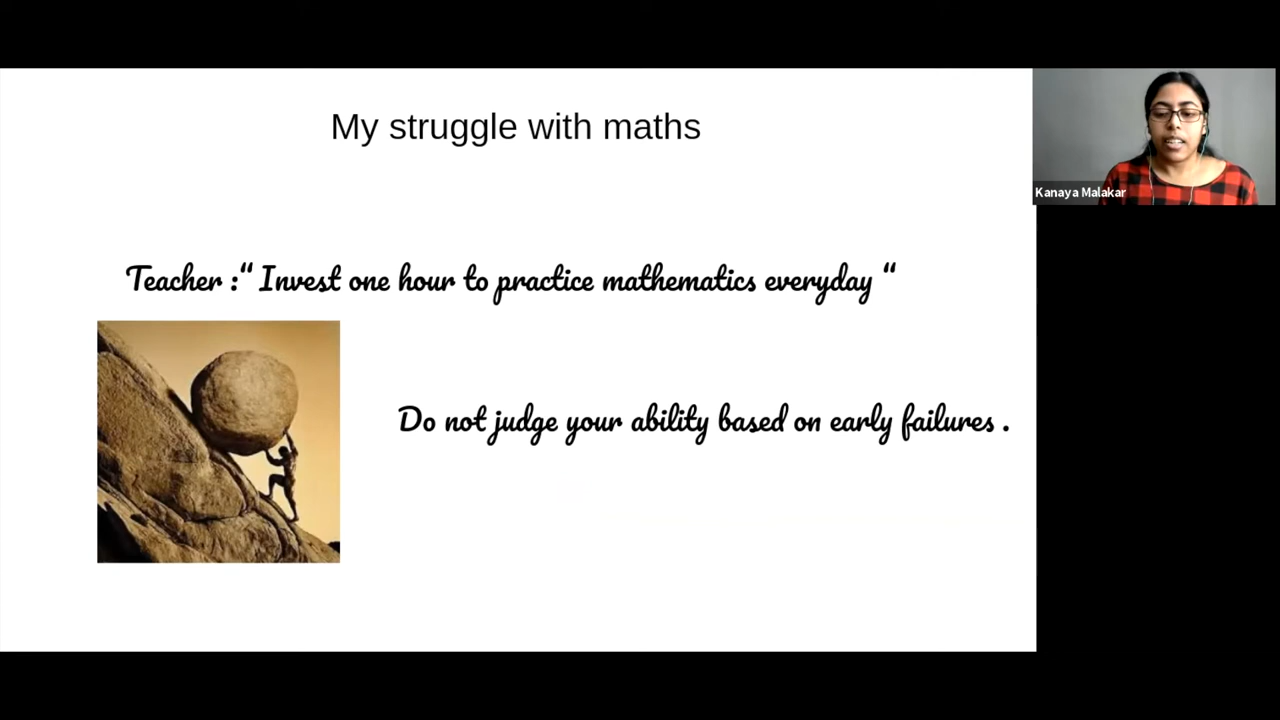 My struggle with maths
Kanaya Malakar
Teacher :“ Invest one hour to practice mathematics everyday “
Do not judge your ability based on early failures .